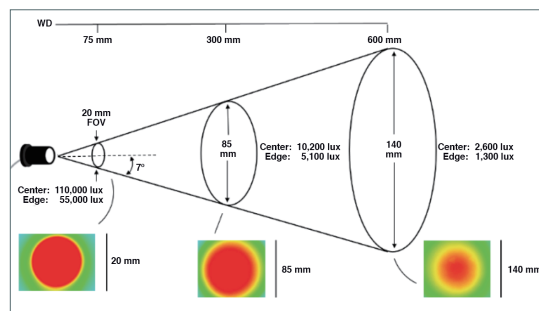 WD
75 mm
300 mm
600 mm
20 mm
FOV
7°
85
mm
140
mm
Center: 110,000 lux
Edge: 55,000 lux
Center: 10,200 lux
Edge: 5,100 lux
Center: 2,600 lux
Edge: 1,300 lux
20 mm
85 mm
140 mm